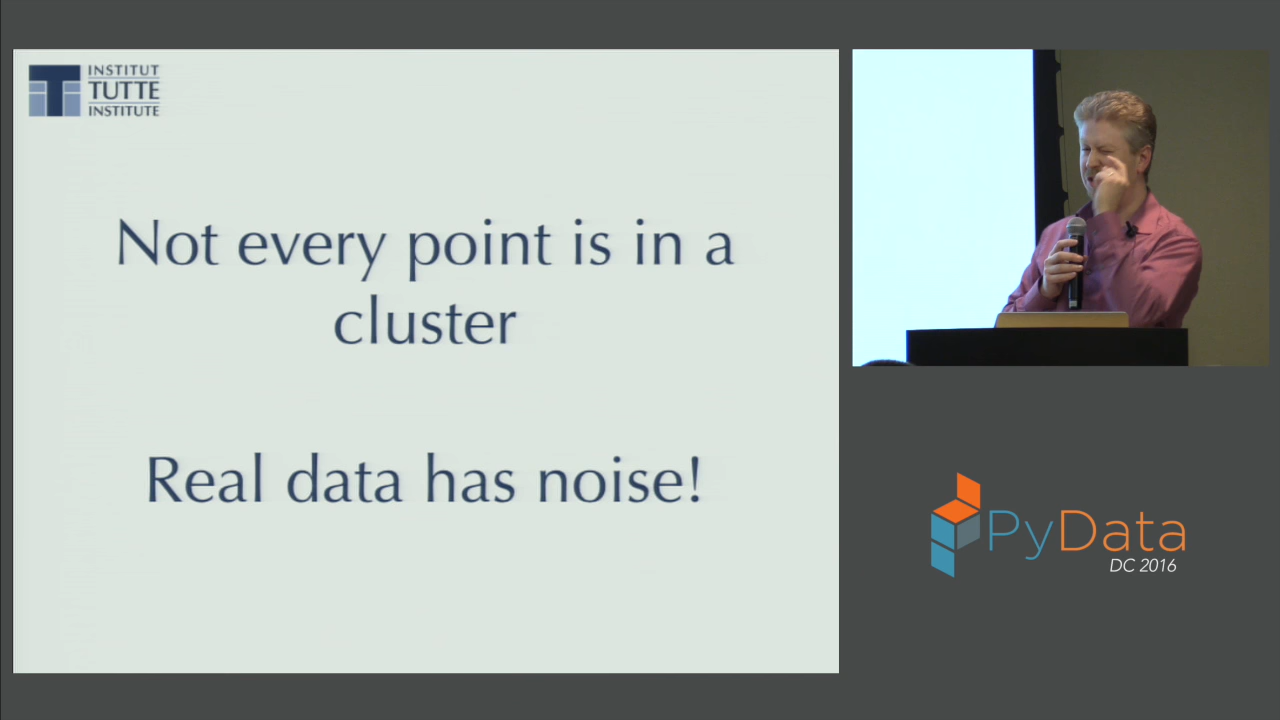 INSTITUT
TUTTE
INSTITUTE
Not every point is in a
cluster
Real data has noise!
PyData
DC 2016